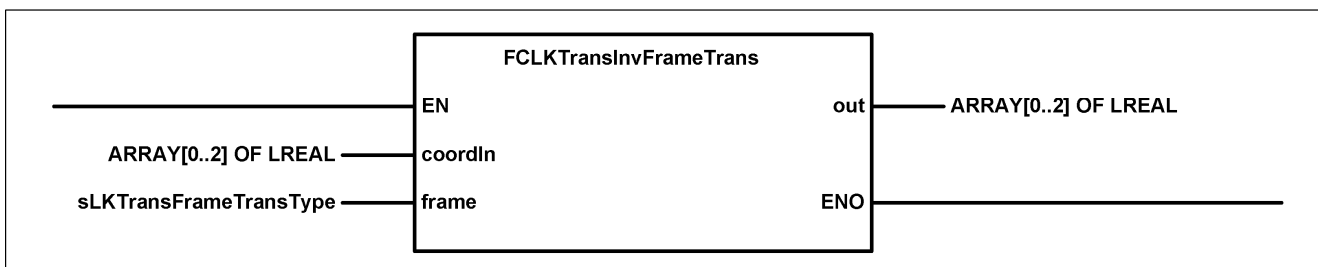 FCLKTransInvFrameTrans
EN out ARRAY[0..2] OF LREAL
ARRAY[0..2] OF LREAL coordIn
sLKTransFrameTransType frame ENO